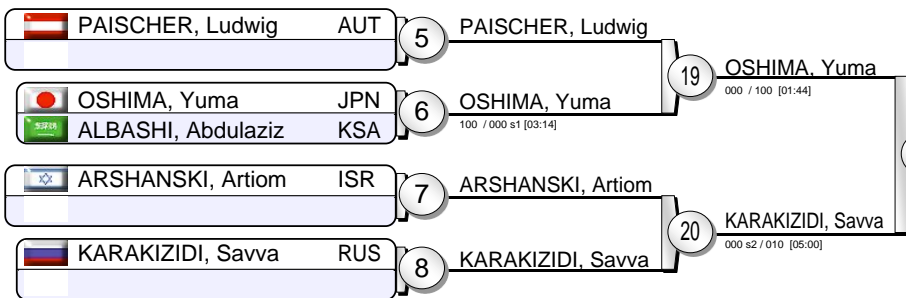 PAISCHER, Ludwig AUT
5
PAISCHER, Ludwig
19
OSHIMA, Yuma
000 / 100 [01:44]
OSHIMA, Yuma JPN
ALBASHI, Abdulaziz KSA
6
OSHIMA, Yuma
100 / 000 s1 [03:14]
ARSHANSKI, Artiom ISR
7
ARSHANSKI, Artiom
20
KARAKIZIDI, Savva
000 s2 / 010 [05:00]
KARAKIZIDI, Savva RUS
8
KARAKIZIDI, Savva